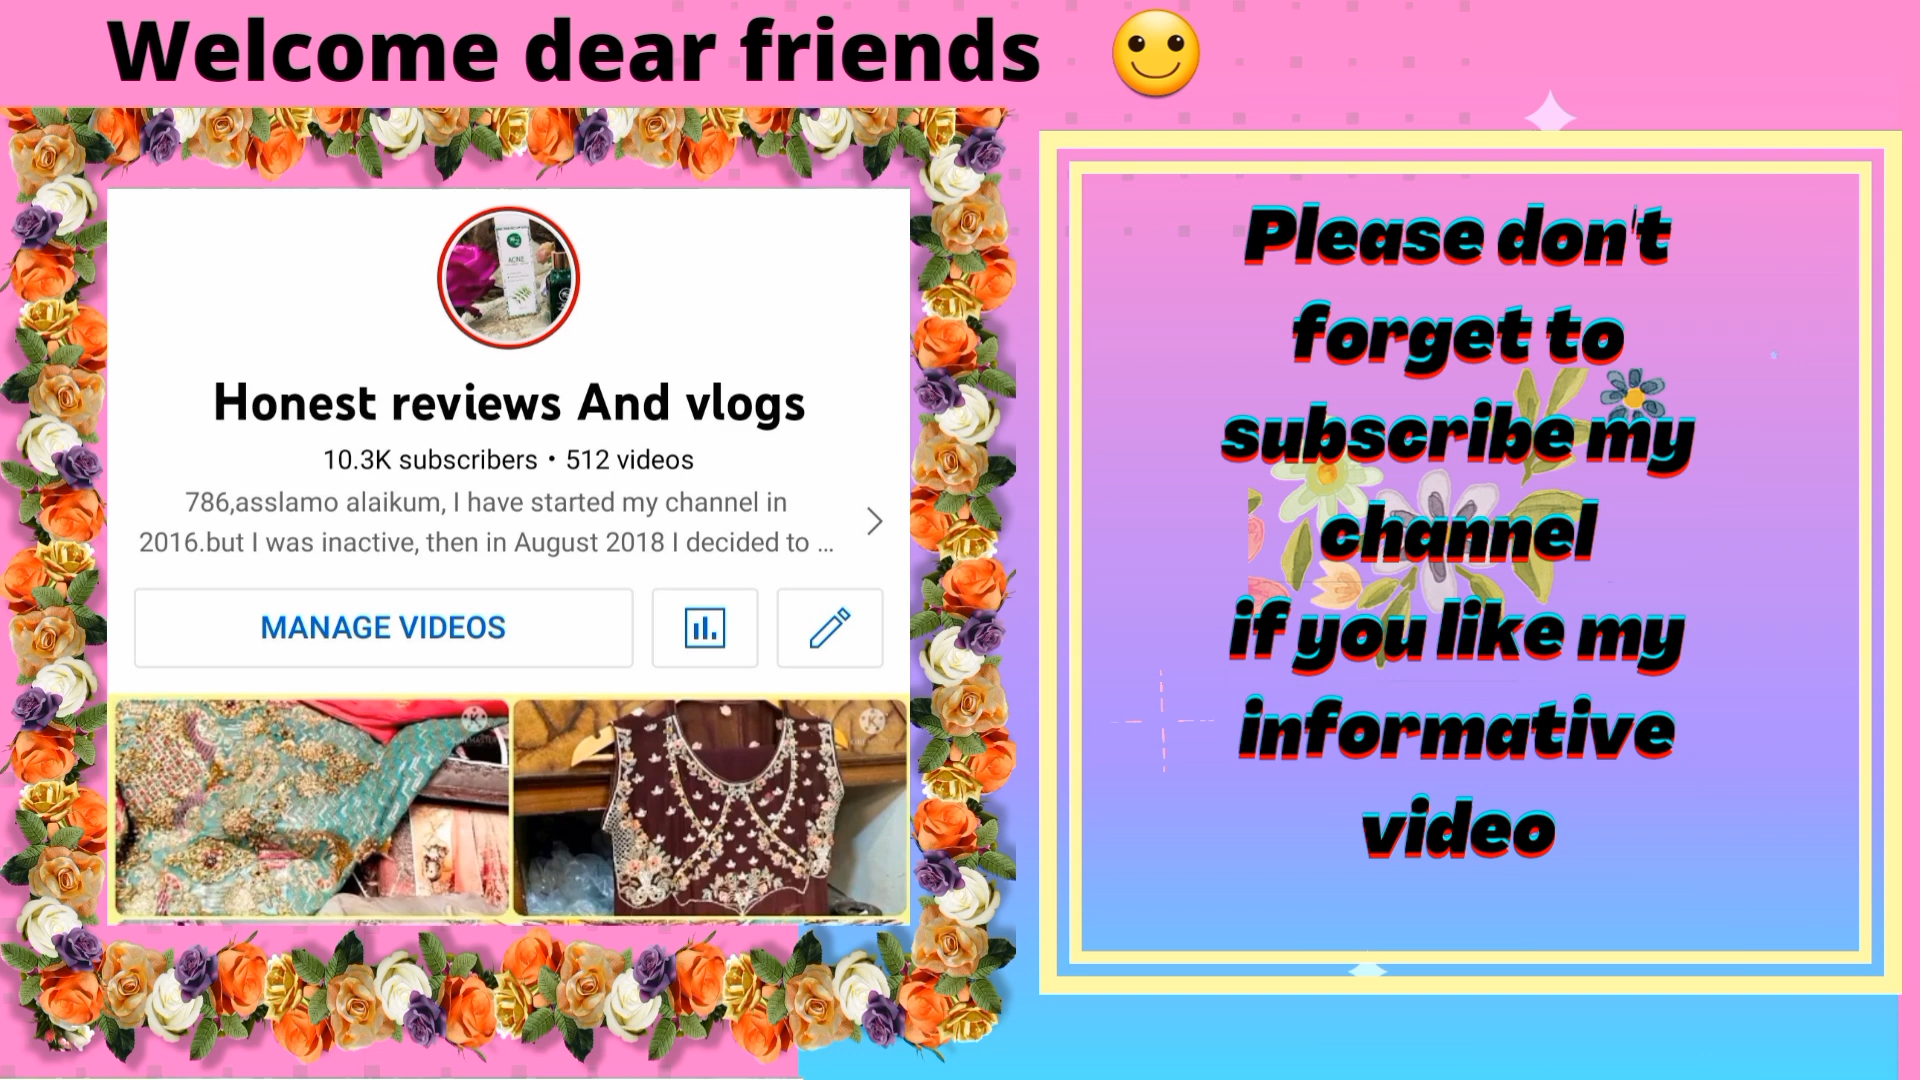 Welcome dear friends
ACNE
Honest reviews And vlogs
10.3K subscribers • 512 videos
786,asslamo alaikum, I have started my channel in
2016.but I was inactive, then in August 2018 I decided to ...
MANAGE VIDEOS
Please don't
forget to
subscribe my
channel
if you like my
informative
video